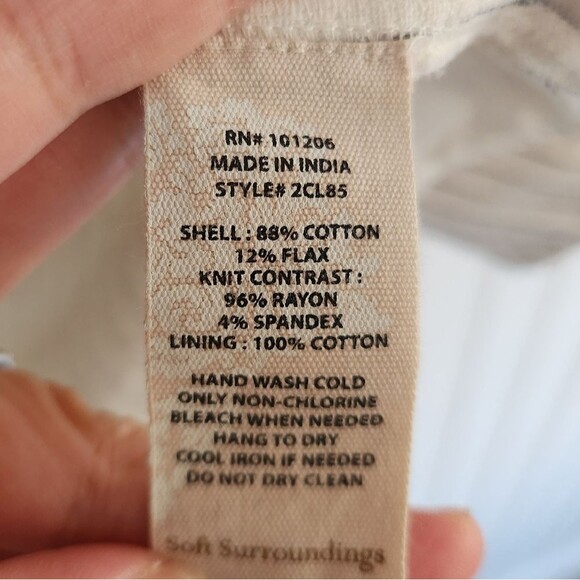 RN# 101206
MADE IN INDIA
STYLE# 2CL85
SHELL : 88% COTTON
12% FLAX
KNIT CONTRAST :
96% RAYON
4% SPANDEX
LINING : 100% COTTON
HAND WASH COLD
ONLY NON-CHLORINE
BLEACH WHEN NEEDED
HANG TO DRY
COOL IRON IF NEEDED
DO NOT DRY CLEAN
Soft Surroundings